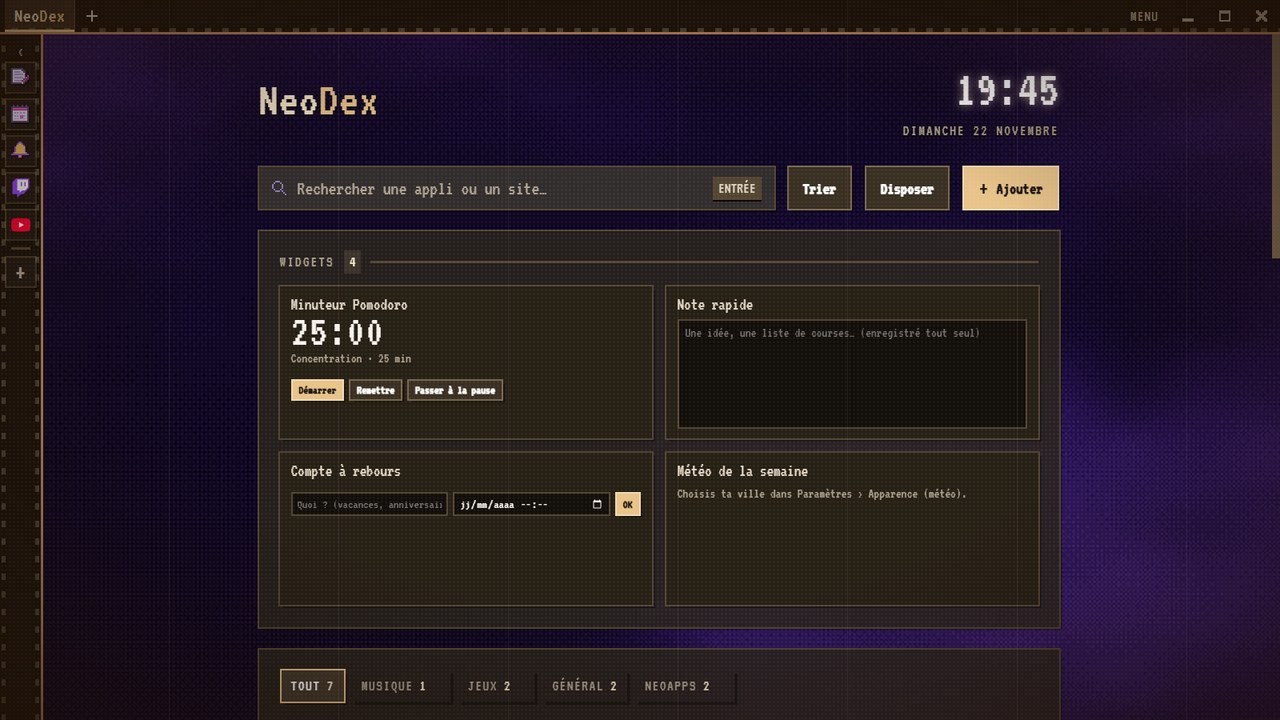 NeoDex
MENU
NeoDex
19:45
DIMANCHE 22 NOVEMBRE
Rechercher une appli ou un site…
ENTRÉE
Trier
Disposer
+ Ajouter
WIDGETS 4
Minuteur Pomodoro
25:00
Concentration · 25 min
Démarrer
Remettre
Passer à la pause
Note rapide
Une idée, une liste de courses… (enregistré tout seul)
Compte à rebours
Quoi ? (vacances, anniversai
jj/mm/aaaa --:--
OK
Météo de la semaine
Choisis ta ville dans Paramètres › Apparence (météo).
TOUT 7
MUSIQUE 1
JEUX 2
GÉNÉRAL 2
NEOAPPS 2